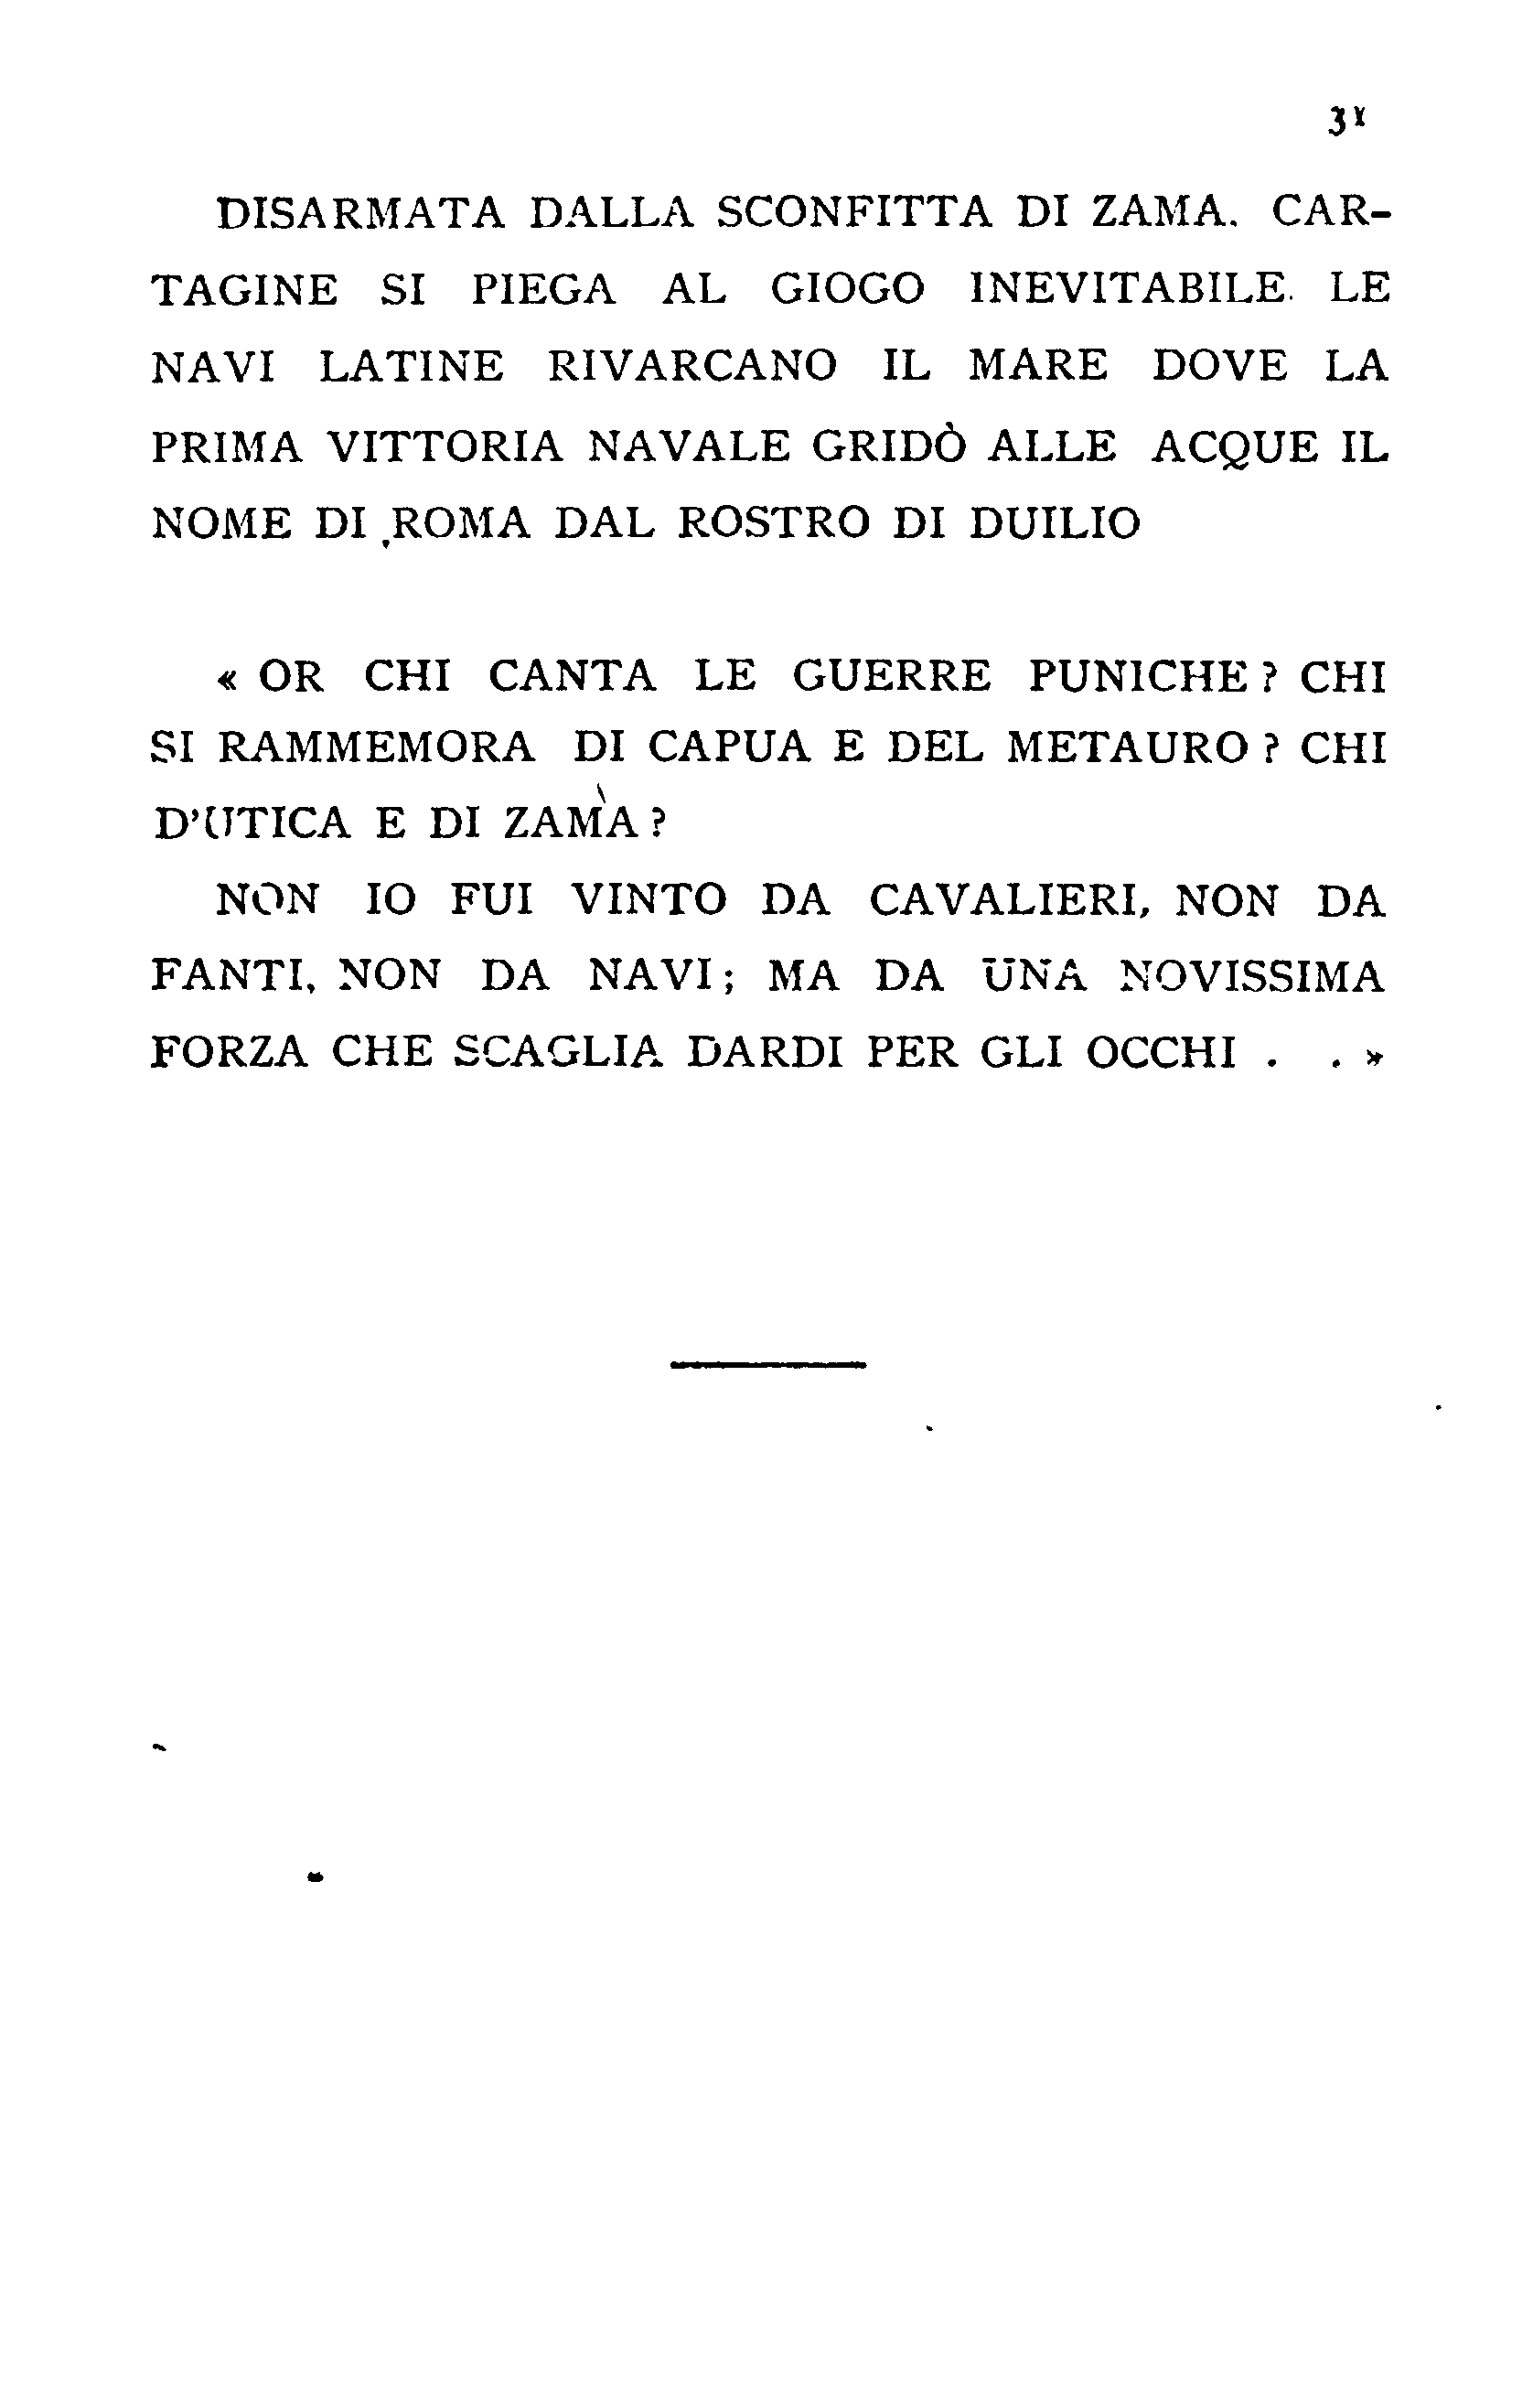 31
DISARMATA DALLA SCONFITTA DI ZAMA. CAR-
TAGINE SI PIEGA AL GIOGO INEVITABILE. LE
NAVI LATINE RIVARCANO IL MARE DOVE LA
PRIMA VITTORIA NAVALE GRIDÒ ALLE ACQUE IL
NOME DI ROMA DAL ROSTRO DI DUILIO
« OR CHI CANTA LE GUERRE PUNICHE ? CHI
SI RAMMEMORA DI CAPUA E DEL METAURO ? CHI
D'UTICA E DI ZAMA ?
NON IO FUI VINTO DA CAVALIERI, NON DA
FANTI, NON DA NAVI ; MA DA UNA NOVISSIMA
FORZA CHE SCAGLIA DARDI PER GLI OCCHI . . »